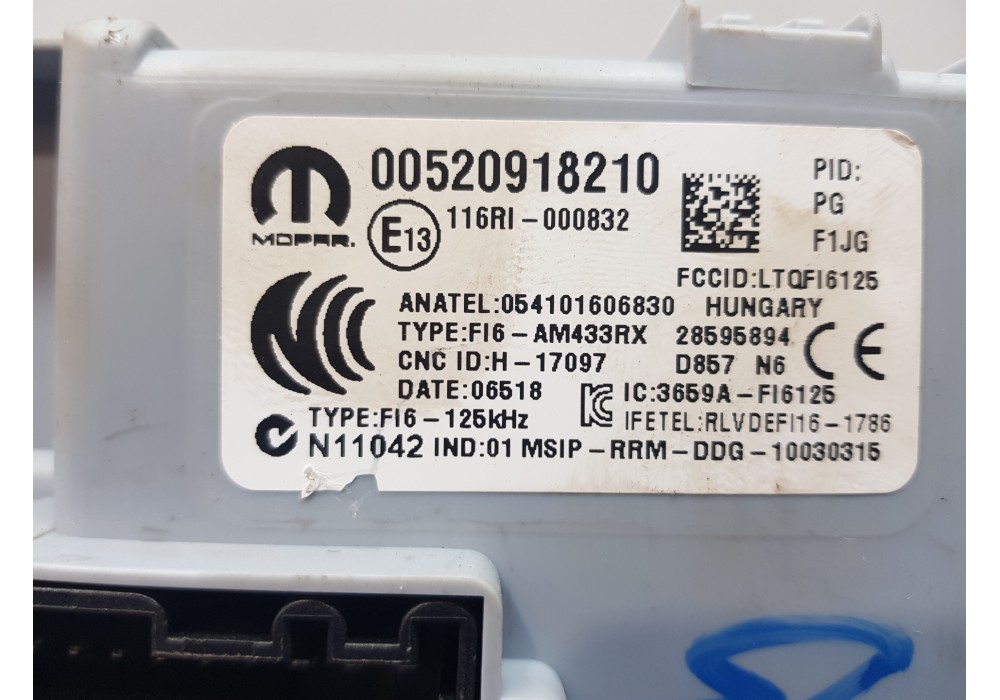 00520918210
MOPAR.
E13
116RI-000832
PID:
PG
F1JG
FCCID:LTQFI6125
ANATEL:054101606830 HUNGARY
TYPE:FI6-AM433RX 28595894
CNC ID:H-17097 D857 N6 CE
DATE:06518 IC:3659A-FI6125
TYPE:FI6-125kHz IFETEL:RLVDEFI16-1786
N11042 IND:01 MSIP-RRM-DDG-10030315